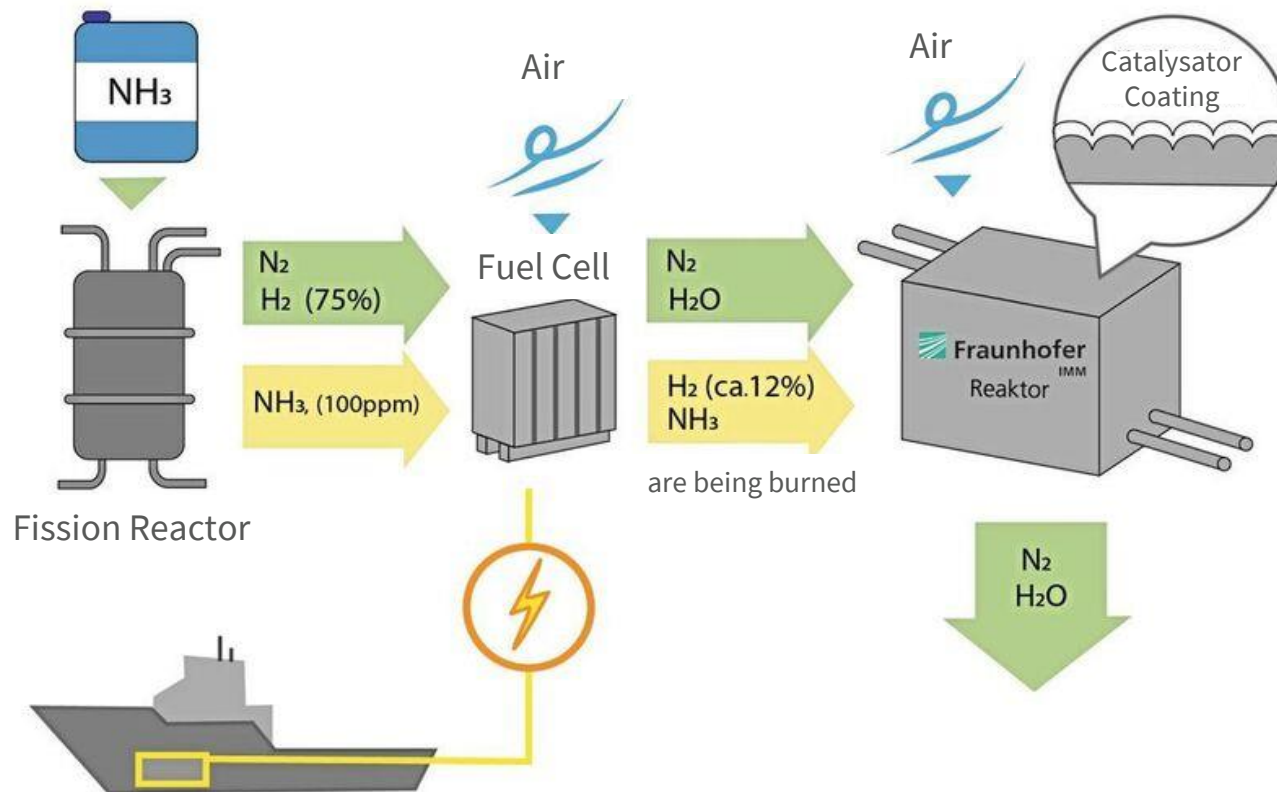 NH₃
Air
Air
Catalysator
Coating
N₂
H₂ (75%)
Fuel Cell
N₂
H₂O
NH₃, (100ppm)
H₂ (ca.12%)
NH₃
Fraunhofer
IMM
Reaktor
are being burned
Fission Reactor
N₂
H₂O